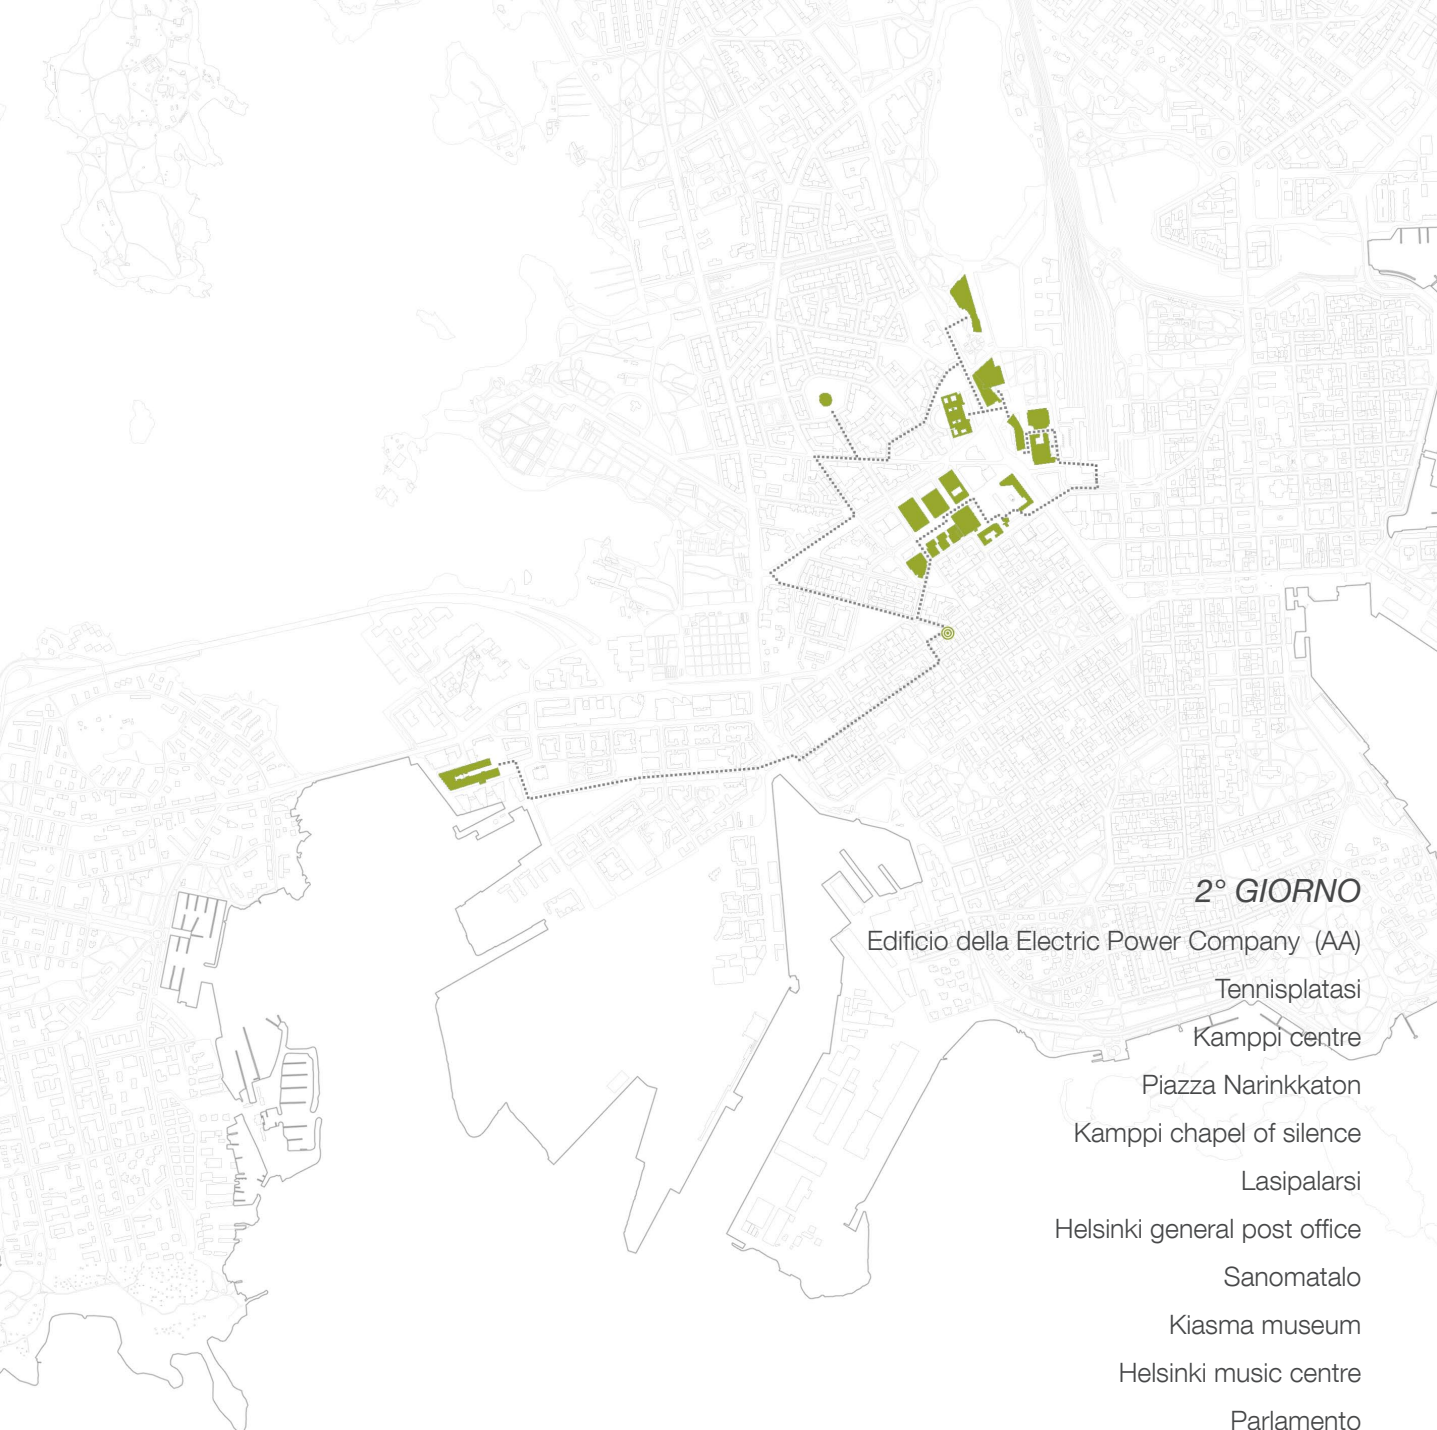 2° GIORNO
Edificio della Electric Power Company (AA)
Tennisplatasi
Kamppi centre
Piazza Narinkkaton
Kamppi chapel of silence
Lasipalarsi
Helsinki general post office
Sanomatalo
Kiasma museum
Helsinki music centre
Parlamento